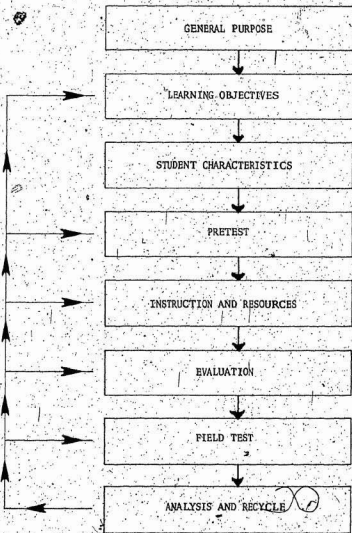 GENERAL PURPOSE
LEARNING OBJECTIVES
STUDENT CHARACTERISTICS
PRETEST
INSTRUCTION AND RESOURCES
EVALUATION
FIELD TEST
ANALYSIS AND RECYCLE